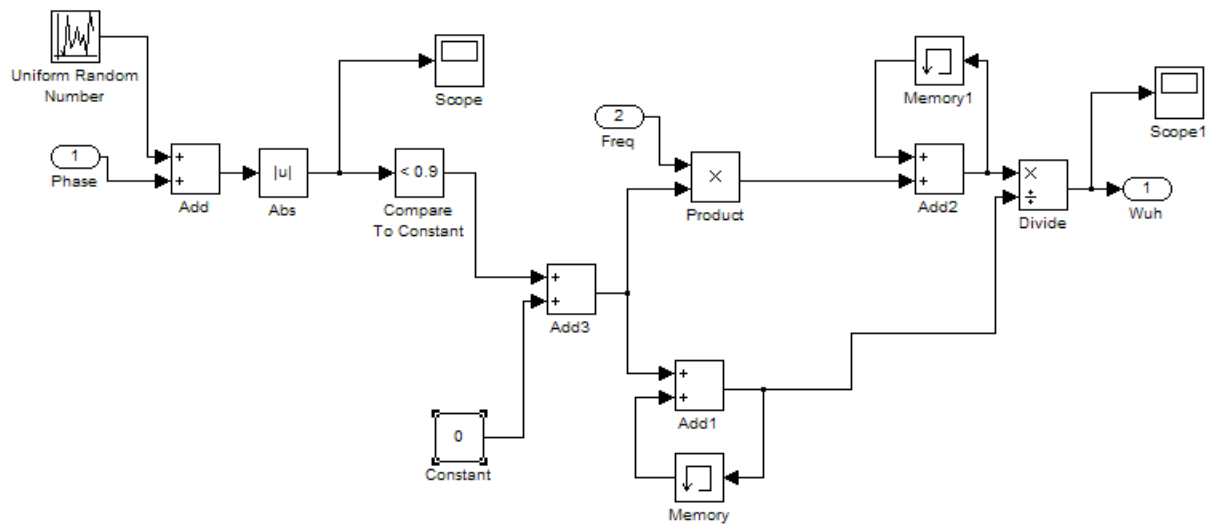 Uniform Random
Number
1
Phase
+
+
Add
|u|
Abs
Scope
< 0.9
Compare
To Constant
+
+
Add3
0
Constant
2
Freq
×
Product
+
+
Add1
Memory
Memory1
+
+
Add2
×
÷
Divide
Scope1
1
Wuh